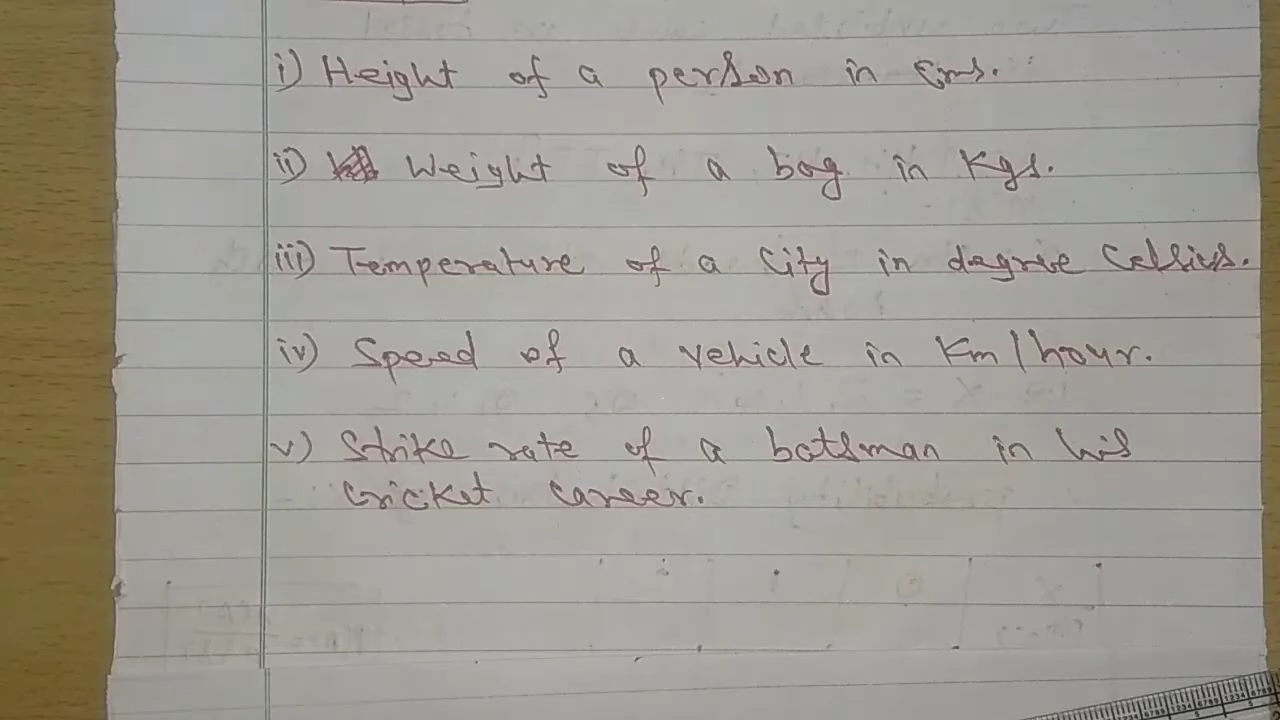 i) Height of a person in Cms.
ii) Weight of a bag in Kgs.
iii) Temperature of a City in degree Celsius.
iv) Speed of a vehicle in Km/hour.
v) Strike rate of a batsman in his
cricket career.